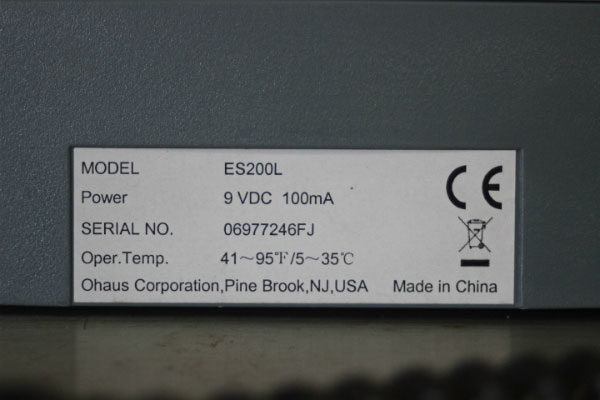 MODEL ES200L
Power 9 VDC 100mA
SERIAL NO. 06977246FJ
Oper.Temp. 41～95℉/5～35℃
Ohaus Corporation,Pine Brook,NJ,USA Made in China
CE